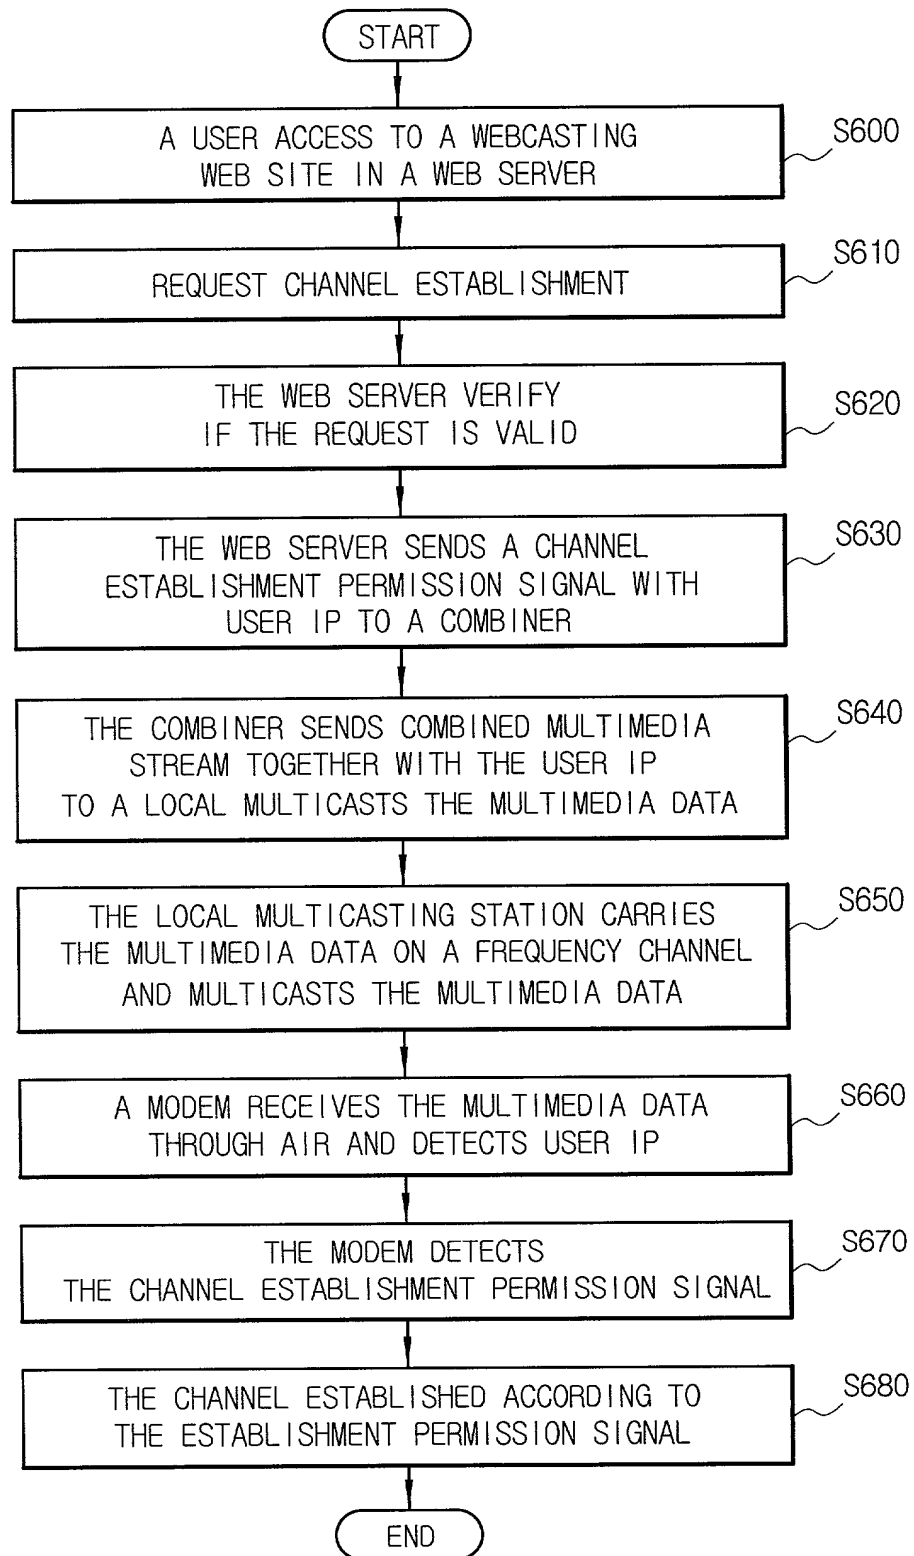 START
A USER ACCESS TO A WEBCASTING
WEB SITE IN A WEB SERVER
S600
REQUEST CHANNEL ESTABLISHMENT
S610
THE WEB SERVER VERIFY
IF THE REQUEST IS VALID
S620
THE WEB SERVER SENDS A CHANNEL
ESTABLISHMENT PERMISSION SIGNAL WITH
USER IP TO A COMBINER
S630
THE COMBINER SENDS COMBINED MULTIMEDIA
STREAM TOGETHER WITH THE USER IP
TO A LOCAL MULTICASTS THE MULTIMEDIA DATA
S640
THE LOCAL MULTICASTING STATION CARRIES
THE MULTIMEDIA DATA ON A FREQUENCY CHANNEL
AND MULTICASTS THE MULTIMEDIA DATA
S650
A MODEM RECEIVES THE MULTIMEDIA DATA
THROUGH AIR AND DETECTS USER IP
S660
THE MODEM DETECTS
THE CHANNEL ESTABLISHMENT PERMISSION SIGNAL
S670
THE CHANNEL ESTABLISHED ACCORDING TO
THE ESTABLISHMENT PERMISSION SIGNAL
S680
END